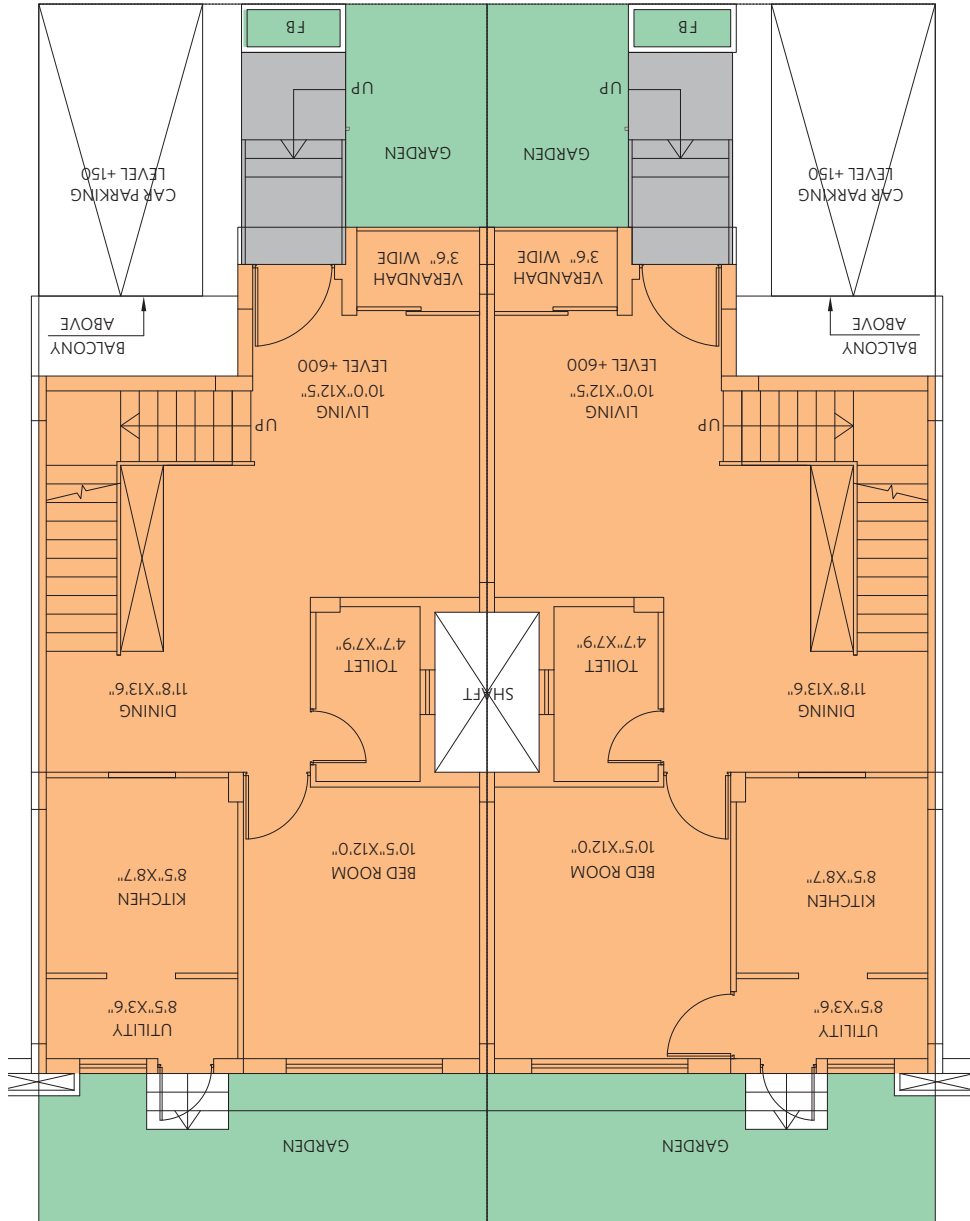 GARDEN
GARDEN
UTILITY
8'5"X3'6"
UTILITY
8'5"X3'6"
KITCHEN
8'5"X8'7"
BED ROOM
10'5"X12'0"
BED ROOM
10'5"X12'0"
KITCHEN
8'5"X8'7"
DINING
11'8"X13'6"
TOILET
4'7"X7'9"
SHAFT
TOILET
4'7"X7'9"
DINING
11'8"X13'6"
UP
UP
LIVING
10'0"X12'5"
LEVEL +600
LIVING
10'0"X12'5"
LEVEL +600
BALCONY
ABOVE
BALCONY
ABOVE
VERANDAH
3'6" WIDE
VERANDAH
3'6" WIDE
CAR PARKING
LEVEL +150
GARDEN
GARDEN
CAR PARKING
LEVEL +150
UP
UP
FB
FB